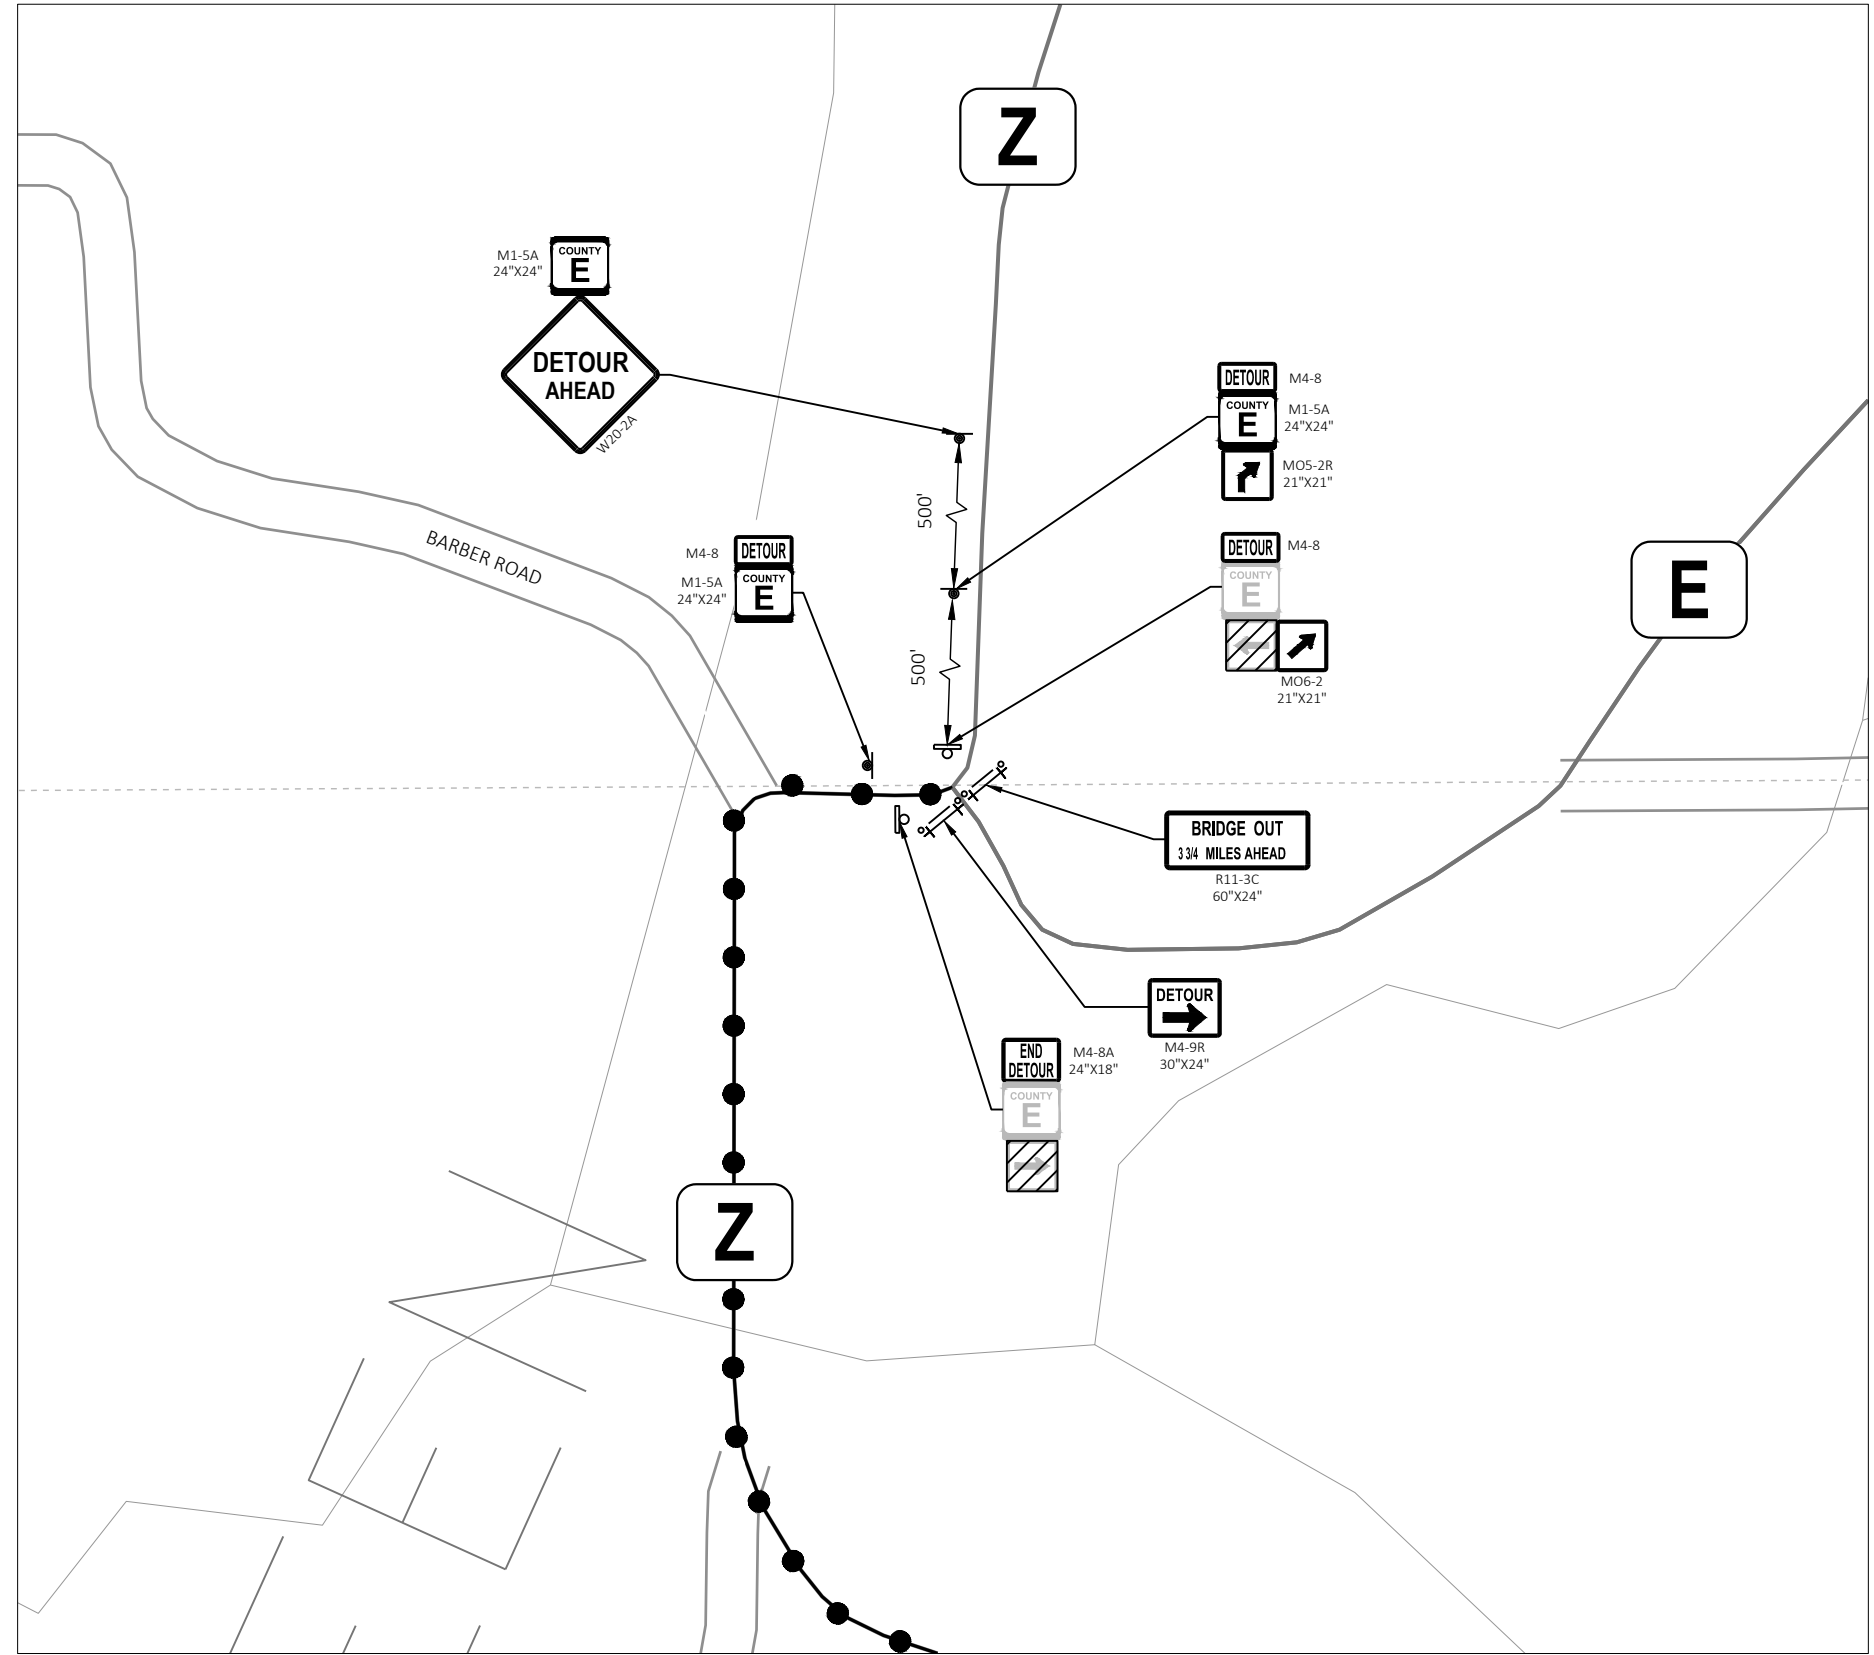 Z
M1-5A
24"X24"
COUNTY
E
DETOUR
AHEAD
W20-2A
DETOUR
M4-8
COUNTY
E
M1-5A
24"X24"
MO5-2R
21"X21"
500'
BARBER ROAD
M4-8
DETOUR
M1-5A
24"X24"
COUNTY
E
DETOUR
M4-8
COUNTY
E
MO6-2
21"X21"
500'
E
BRIDGE OUT
3 3/4 MILES AHEAD
R11-3C
60"X24"
DETOUR
M4-9R
30"X24"
END
DETOUR
M4-8A
24"X18"
COUNTY
E
Z